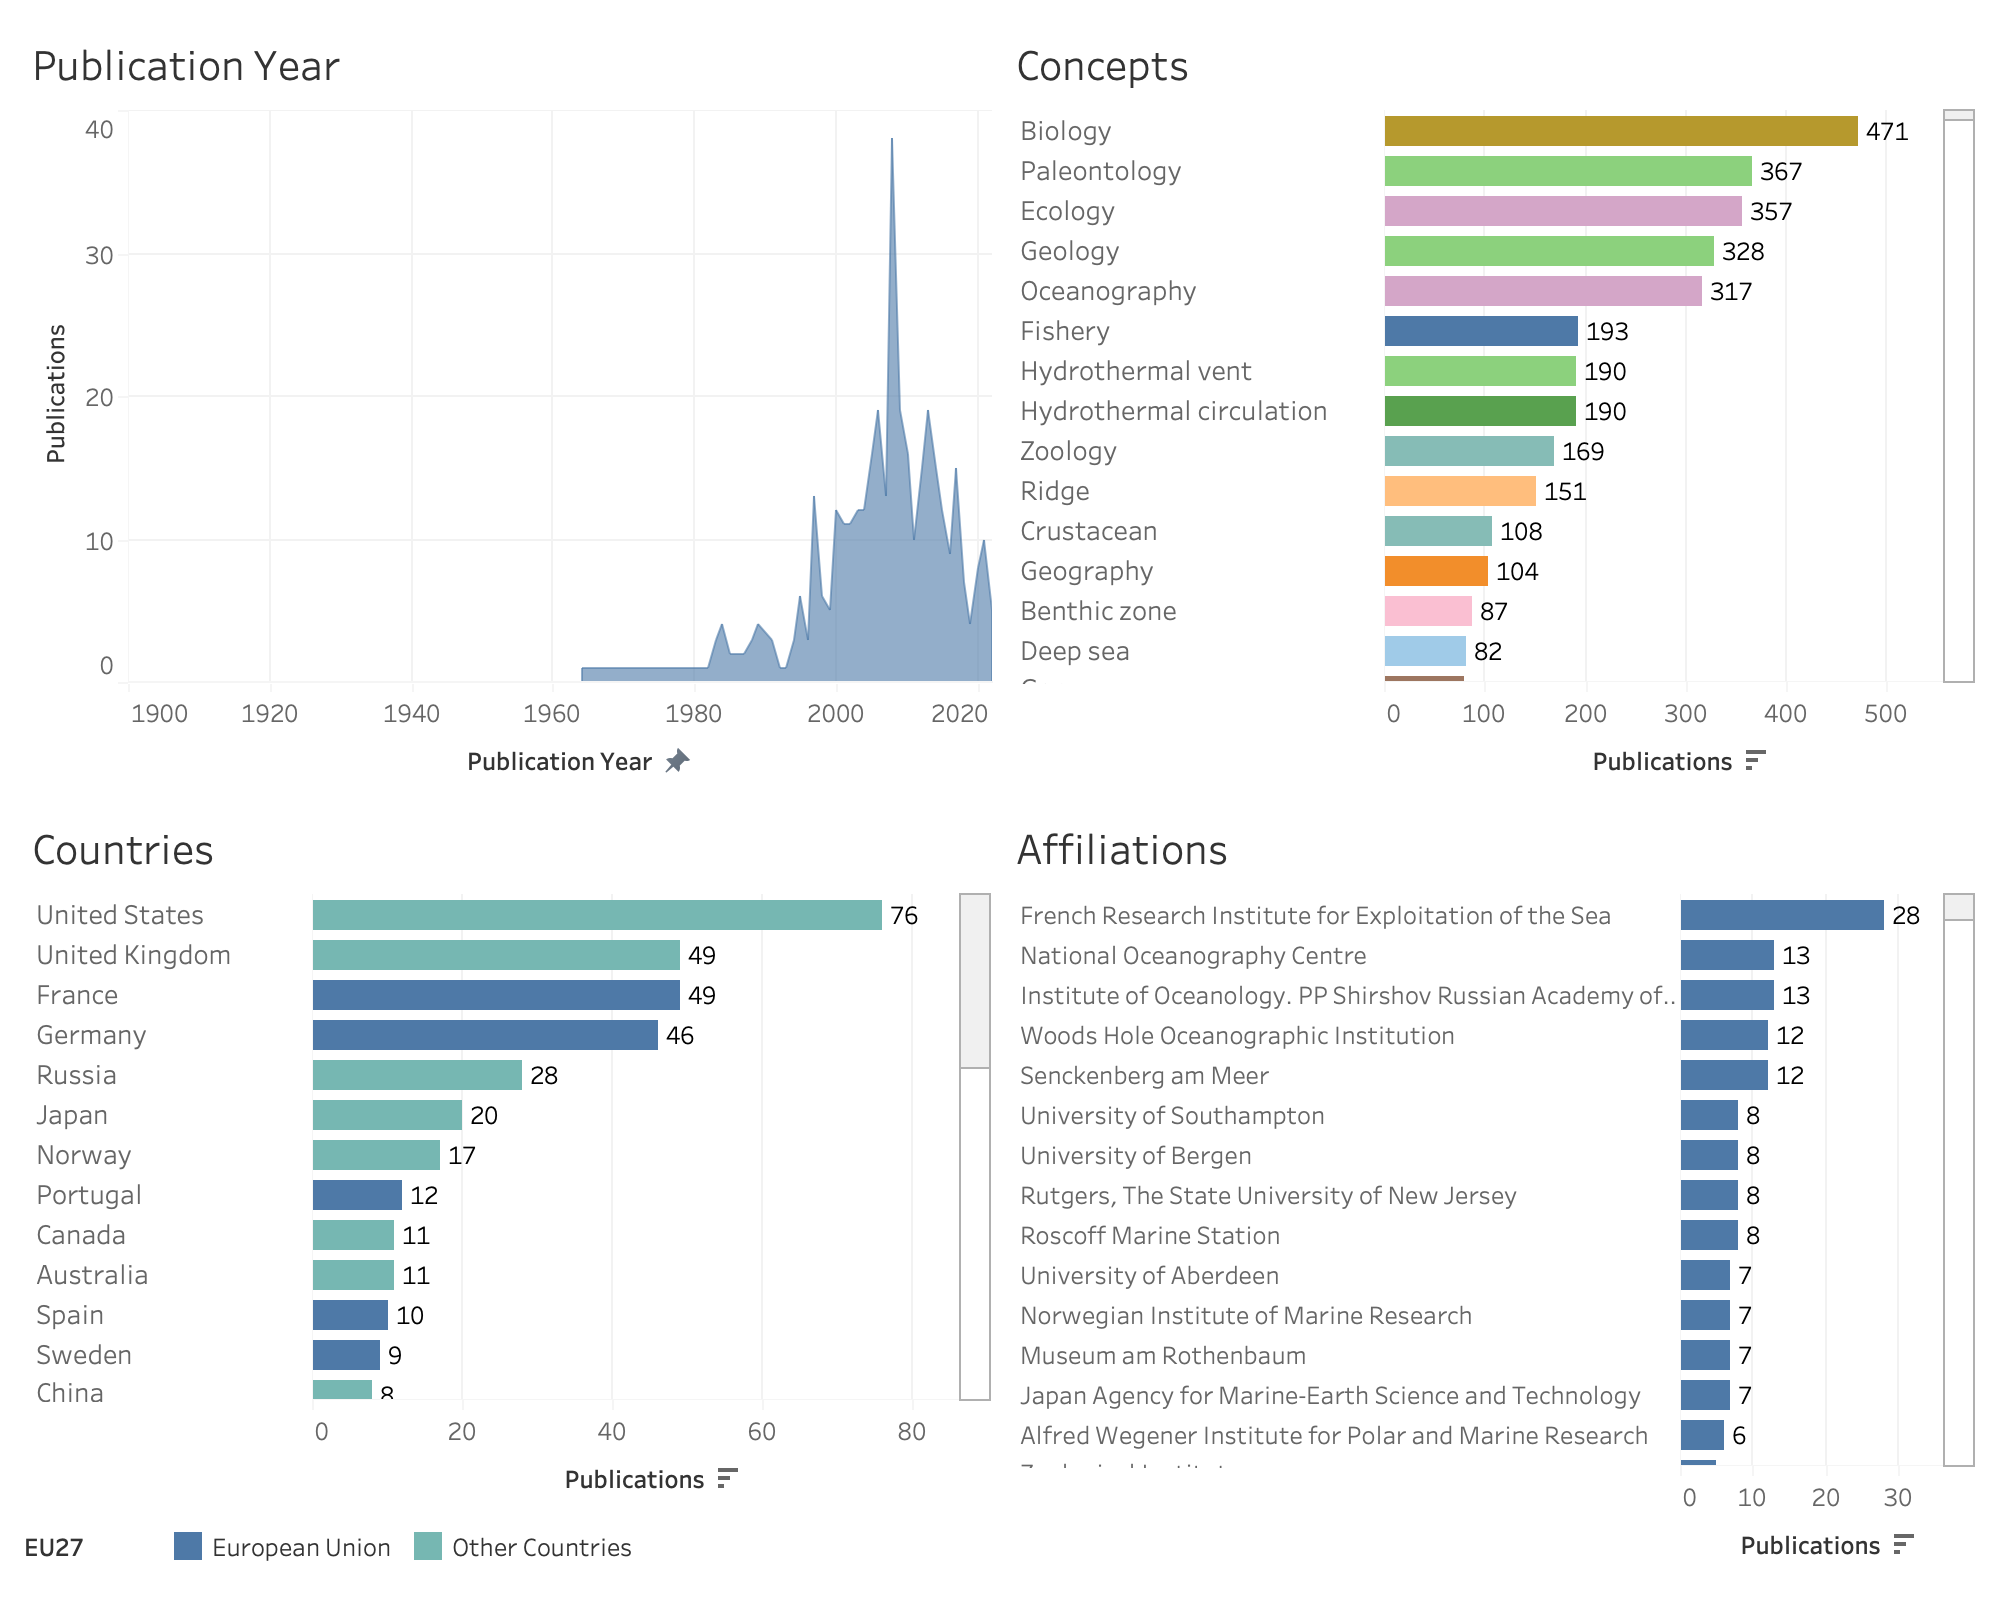 Publication Year
40
30
20
10
0
Publications
1900 1920 1940 1960 1980 2000 2020
Publication Year
Concepts
Biology 471
Paleontology 367
Ecology 357
Geology 328
Oceanography 317
Fishery 193
Hydrothermal vent 190
Hydrothermal circulation 190
Zoology 169
Ridge 151
Crustacean 108
Geography 104
Benthic zone 87
Deep sea 82
0 100 200 300 400 500
Publications
Countries
United States 76
United Kingdom 49
France 49
Germany 46
Russia 28
Japan 20
Norway 17
Portugal 12
Canada 11
Australia 11
Spain 10
Sweden 9
China 8
0 20 40 60 80
Publications
EU27 European Union Other Countries
Affiliations
French Research Institute for Exploitation of the Sea 28
National Oceanography Centre 13
Institute of Oceanology. PP Shirshov Russian Academy of.. 13
Woods Hole Oceanographic Institution 12
Senckenberg am Meer 12
University of Southampton 8
University of Bergen 8
Rutgers, The State University of New Jersey 8
Roscoff Marine Station 8
University of Aberdeen 7
Norwegian Institute of Marine Research 7
Museum am Rothenbaum 7
Japan Agency for Marine-Earth Science and Technology 7
Alfred Wegener Institute for Polar and Marine Research 6
0 10 20 30
Publications